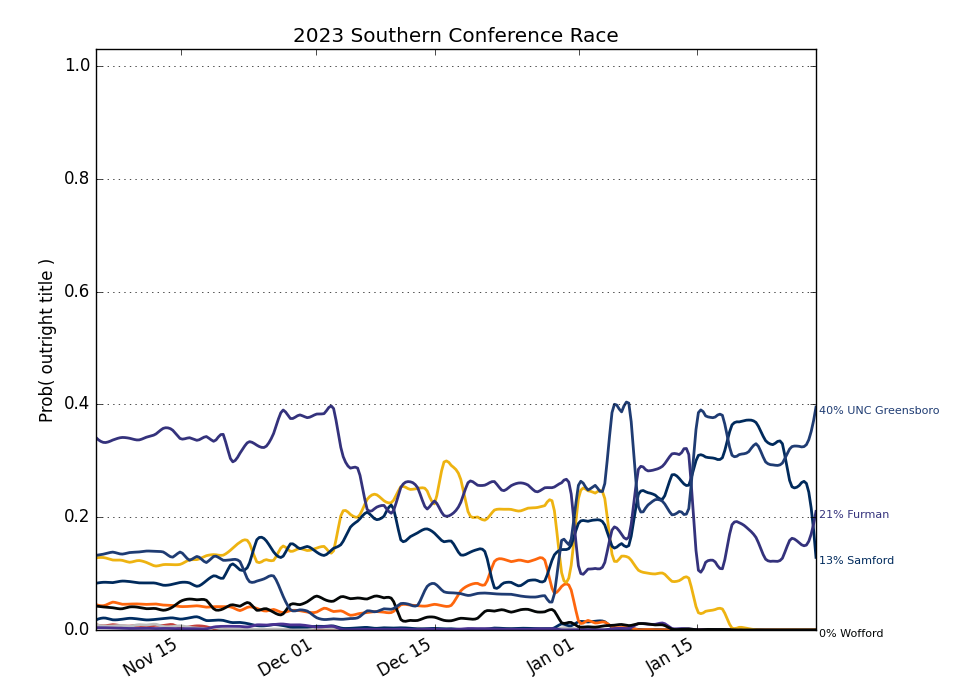 2023 Southern Conference Race
1.0
0.8
0.6
0.4
0.2
0.0
Prob( outright title )
40% UNC Greensboro
21% Furman
13% Samford
0% Wofford
Nov 15
Dec 01
Dec 15
Jan 01
Jan 15